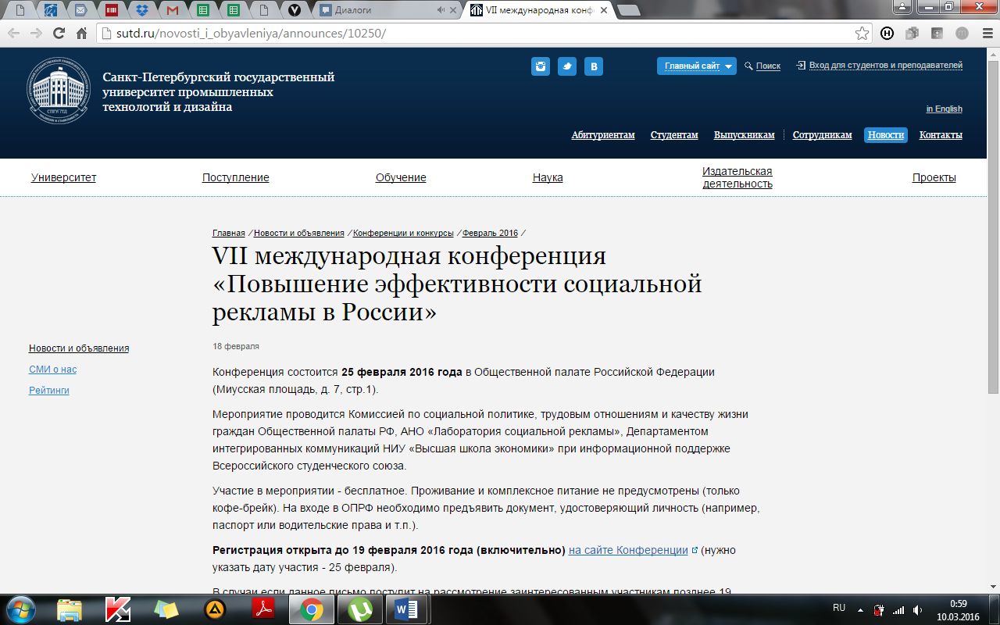 Диалоги
VII международная конф
sutd.ru/novosti_i_obyavleniya/announces/10250/
Санкт-Петербургский государственный
университет промышленных
технологий и дизайна
Главный сайт
Поиск
Вход для студентов и преподавателей
in English
Абитуриентам Студентам Выпускникам Сотрудникам Новости Контакты
Университет Поступление Обучение Наука Издательская
деятельность Проекты
Главная / Новости и объявления / Конференции и конкурсы / Февраль 2016 /
VII международная конференция
«Повышение эффективности социальной
рекламы в России»
18 февраля
Новости и объявления
СМИ о нас
Рейтинги
Конференция состоится 25 февраля 2016 года в Общественной палате Российской Федерации
(Миусская площадь, д. 7, стр.1).
Мероприятие проводится Комиссией по социальной политике, трудовым отношениям и качеству жизни
граждан Общественной палаты РФ, АНО «Лаборатория социальной рекламы», Департаментом
интегрированных коммуникаций НИУ «Высшая школа экономики» при информационной поддержке
Всероссийского студенческого союза.
Участие в мероприятии - бесплатное. Проживание и комплексное питание не предусмотрены (только
кофе-брейк). На входе в ОПРФ необходимо предъявить документ, удостоверяющий личность (например,
паспорт или водительские права и т.п.).
Регистрация открыта до 19 февраля 2016 года (включительно) на сайте Конференции (нужно
указать дату участия - 25 февраля).
В случаи если данное письмо поступит на рассмотрение заинтересованным участникам позднее 19
RU
0:59
10.03.2016